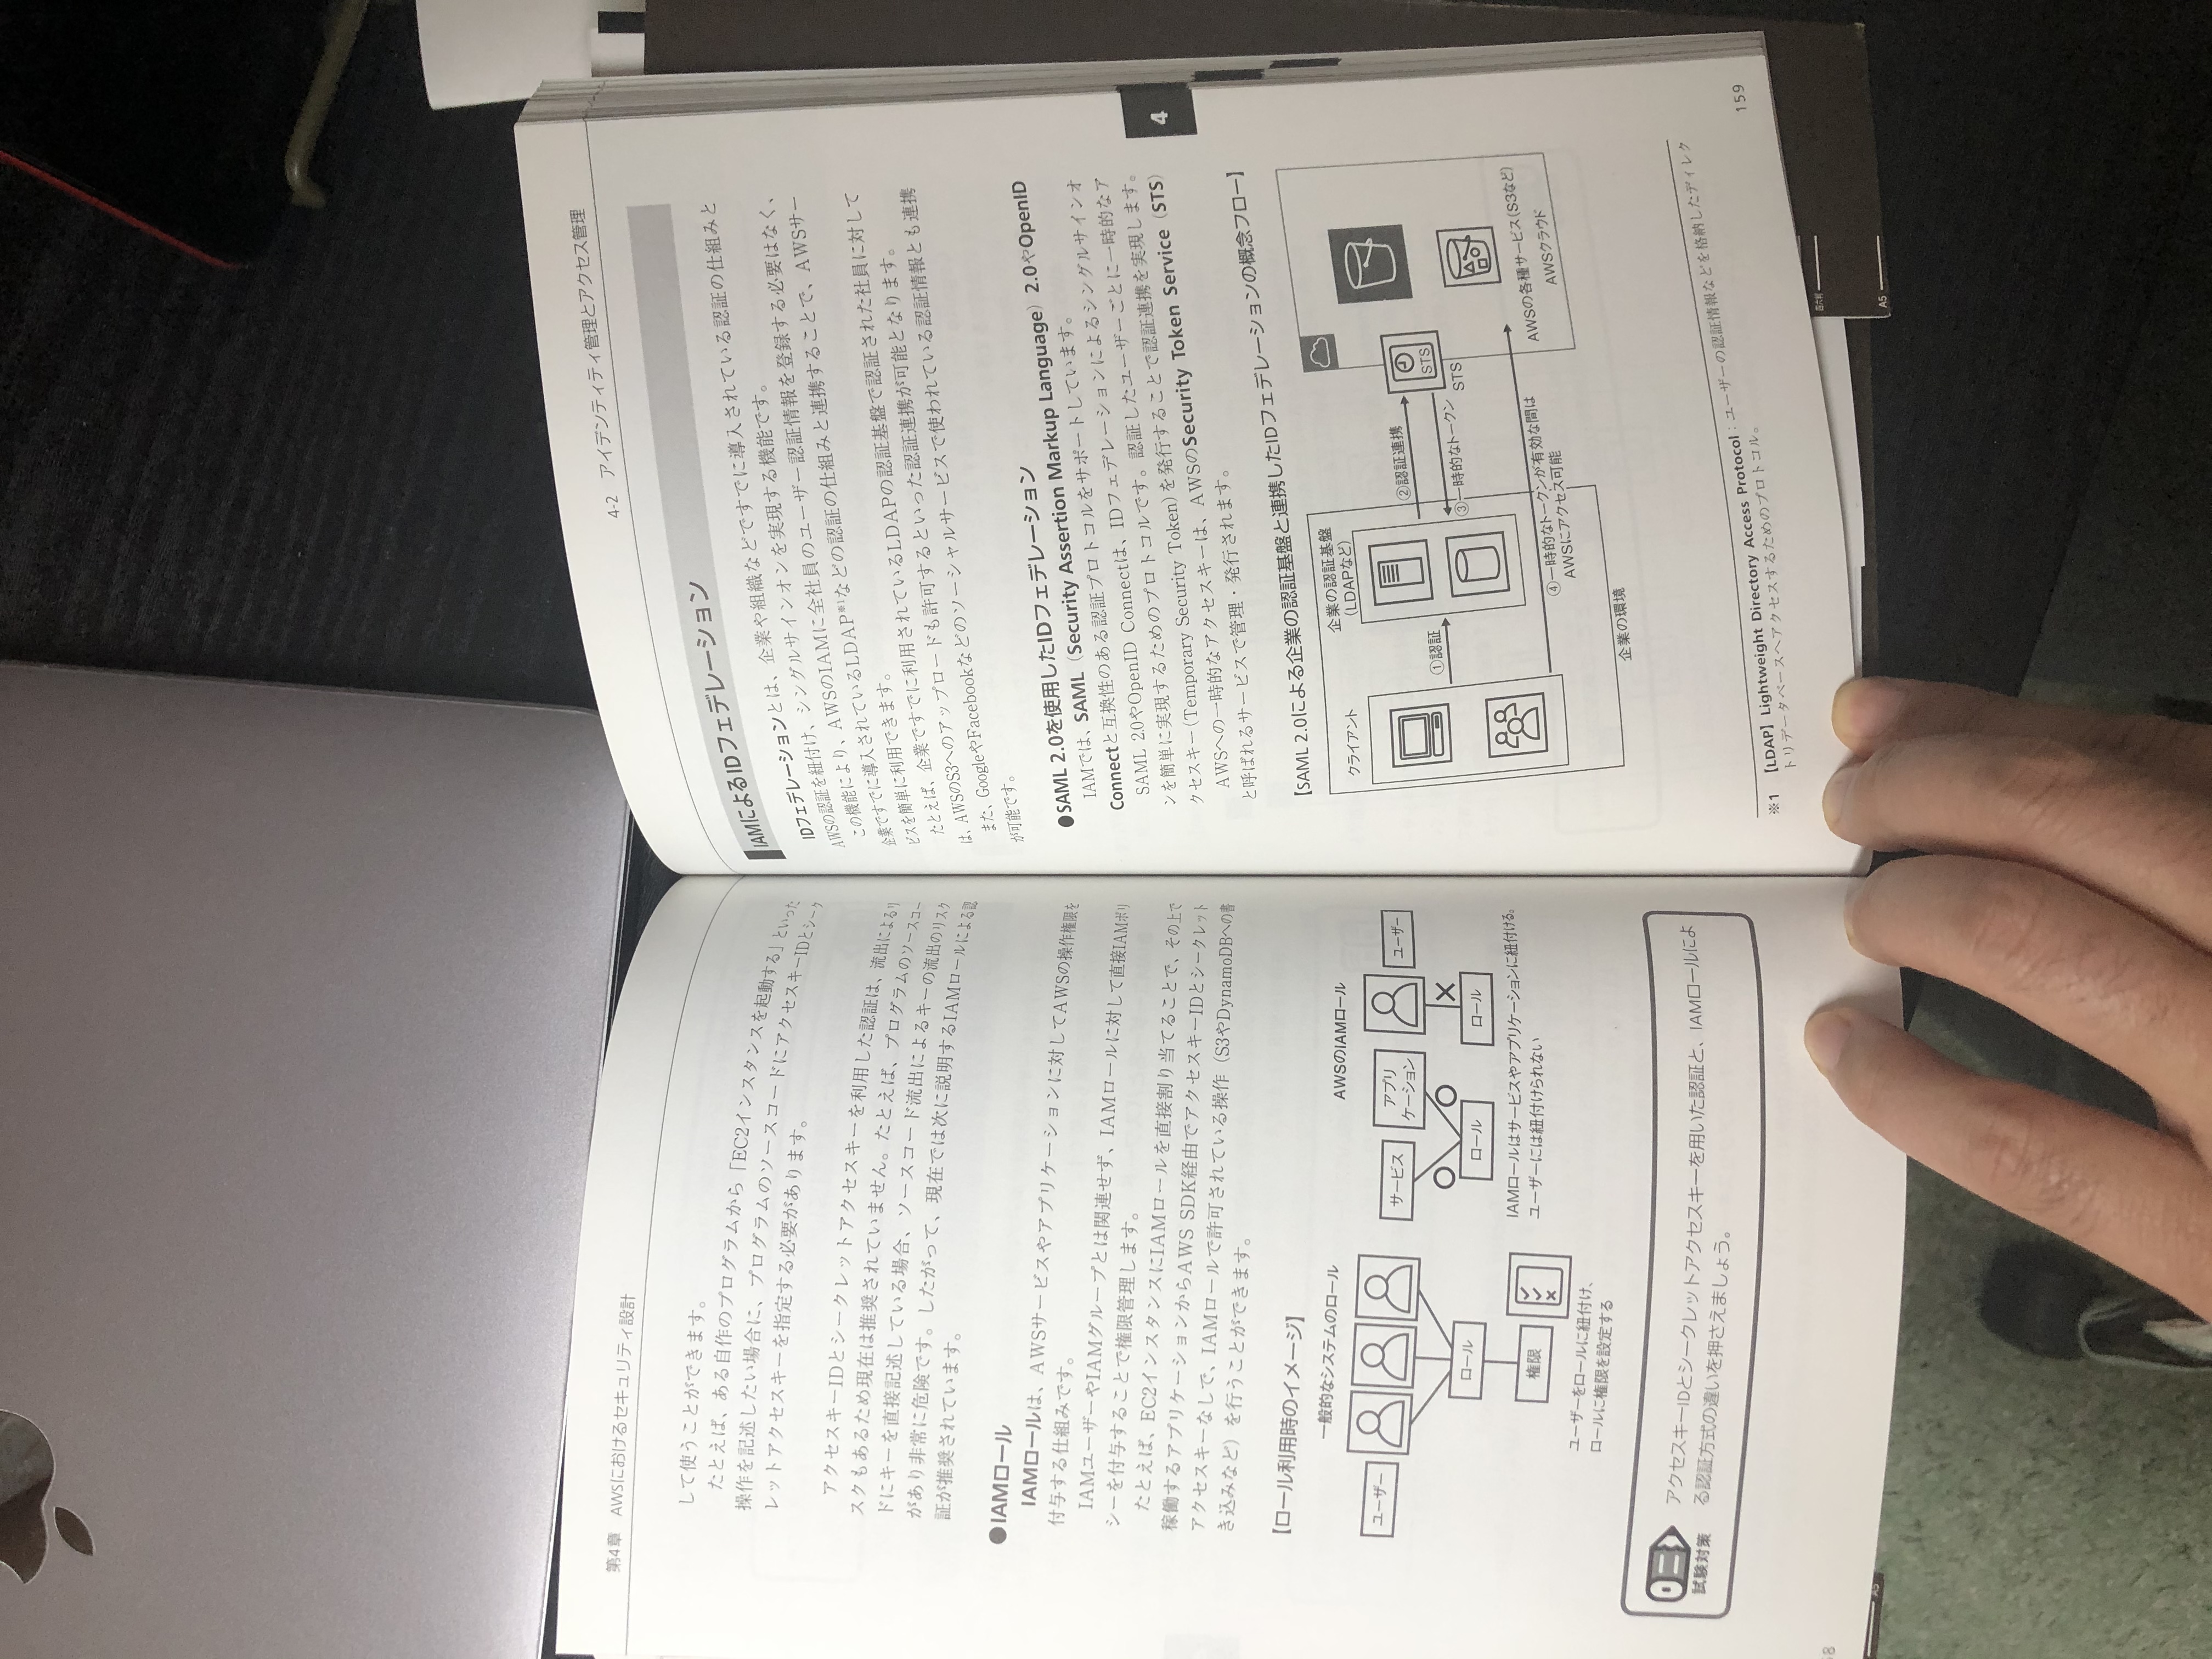 第4章 AWSにおけるセキュリティ設計
して使うことができます。
たとえば、ある自作のプログラムから「EC2インスタンスを起動する」といった
操作を記述したい場合に、プログラムのソースコードにアクセスキーIDとシーク
レットアクセスキーを指定する必要があります。
アクセスキーIDとシークレットアクセスキーを利用した認証は、流出によるリ
スクもあるため現在は推奨されていません。たとえば、プログラムのソースコー
ドにキーを直接記述している場合、ソースコード流出によるキーの流出のリスク
があり非常に危険です。したがって、現在では次に説明するIAMロールによる認
証が推奨されています。
●IAMロール
IAMロールは、AWSサービスやアプリケーションに対してAWSの操作権限を
付与する仕組みです。
IAMユーザーやIAMグループとは関連せず、IAMロールに対して直接IAMポリ
シーを付与することで権限管理します。
たとえば、EC2インスタンスにIAMロールを直接割り当てることで、その上で
稼働するアプリケーションからAWS SDK経由でアクセスキーIDとシークレット
アクセスキーなしで、IAMロールで許可されている操作（S3やDynamoDBへの書
き込みなど）を行うことができます。
【ロール利用時のイメージ】
一般的なシステムのロール
ユーザー
ロール
権限
ユーザーをロールに紐付け、
ロールに権限を設定する
AWSのIAMロール
サービス
アプリ
ケーション
ユーザー
ロール
ロール
IAMロールはサービスやアプリケーションに紐付ける。
ユーザーには紐付けられない
試験対策
アクセスキーIDとシークレットアクセスキーを用いた認証と、IAMロールによ
る認証方式の違いを押さえましょう。
8
A5
4-2 アイデンティティ管理とアクセス管理
IAMによるIDフェデレーション
IDフェデレーションとは、企業や組織などですでに導入されている認証の仕組みと
AWSの認証を紐付け、シングルサインオンを実現する機能です。
この機能により、AWSのIAMに全社員のユーザー認証情報を登録する必要はなく、
企業ですでに導入されているLDAP※1などの認証の仕組みと連携することで、AWSサー
ビスを簡単に利用できます。
たとえば、企業ですでに利用されているLDAPの認証基盤で認証された社員に対して
は、AWSのS3へのアップロードも許可するといった認証連携が可能となります。
また、GoogleやFacebookなどのソーシャルサービスで使われている認証情報とも連携
が可能です。
●SAML 2.0を使用したIDフェデレーション
IAMでは、SAML（Security Assertion Markup Language）2.0やOpenID
Connectと互換性のある認証プロトコルをサポートしています。
SAML 2.0やOpenID Connectは、IDフェデレーションによるシングルサインオ
ンを簡単に実現するためのプロトコルです。認証したユーザーごとに一時的なア
クセスキー（Temporary Security Token）を発行することで認証連携を実現します。
AWSへの一時的なアクセスキーは、AWSのSecurity Token Service（STS）
と呼ばれるサービスで管理・発行されます。
4
【SAML 2.0による企業の認証基盤と連携したIDフェデレーションの概念フロー】
クライアント
企業の認証基盤
（LDAPなど）
①認証
②認証連携
③一時的なトークン
STS
STS
④一時的なトークンが有効な間は
AWSにアクセス可能
AWSの各種サービス（S3など）
AWSクラウド
企業の環境
※1 【LDAP】Lightweight Directory Access Protocol：ユーザーの認証情報などを格納したディレク
トリデータベースへアクセスするためのプロトコル。
159
四六判
A5